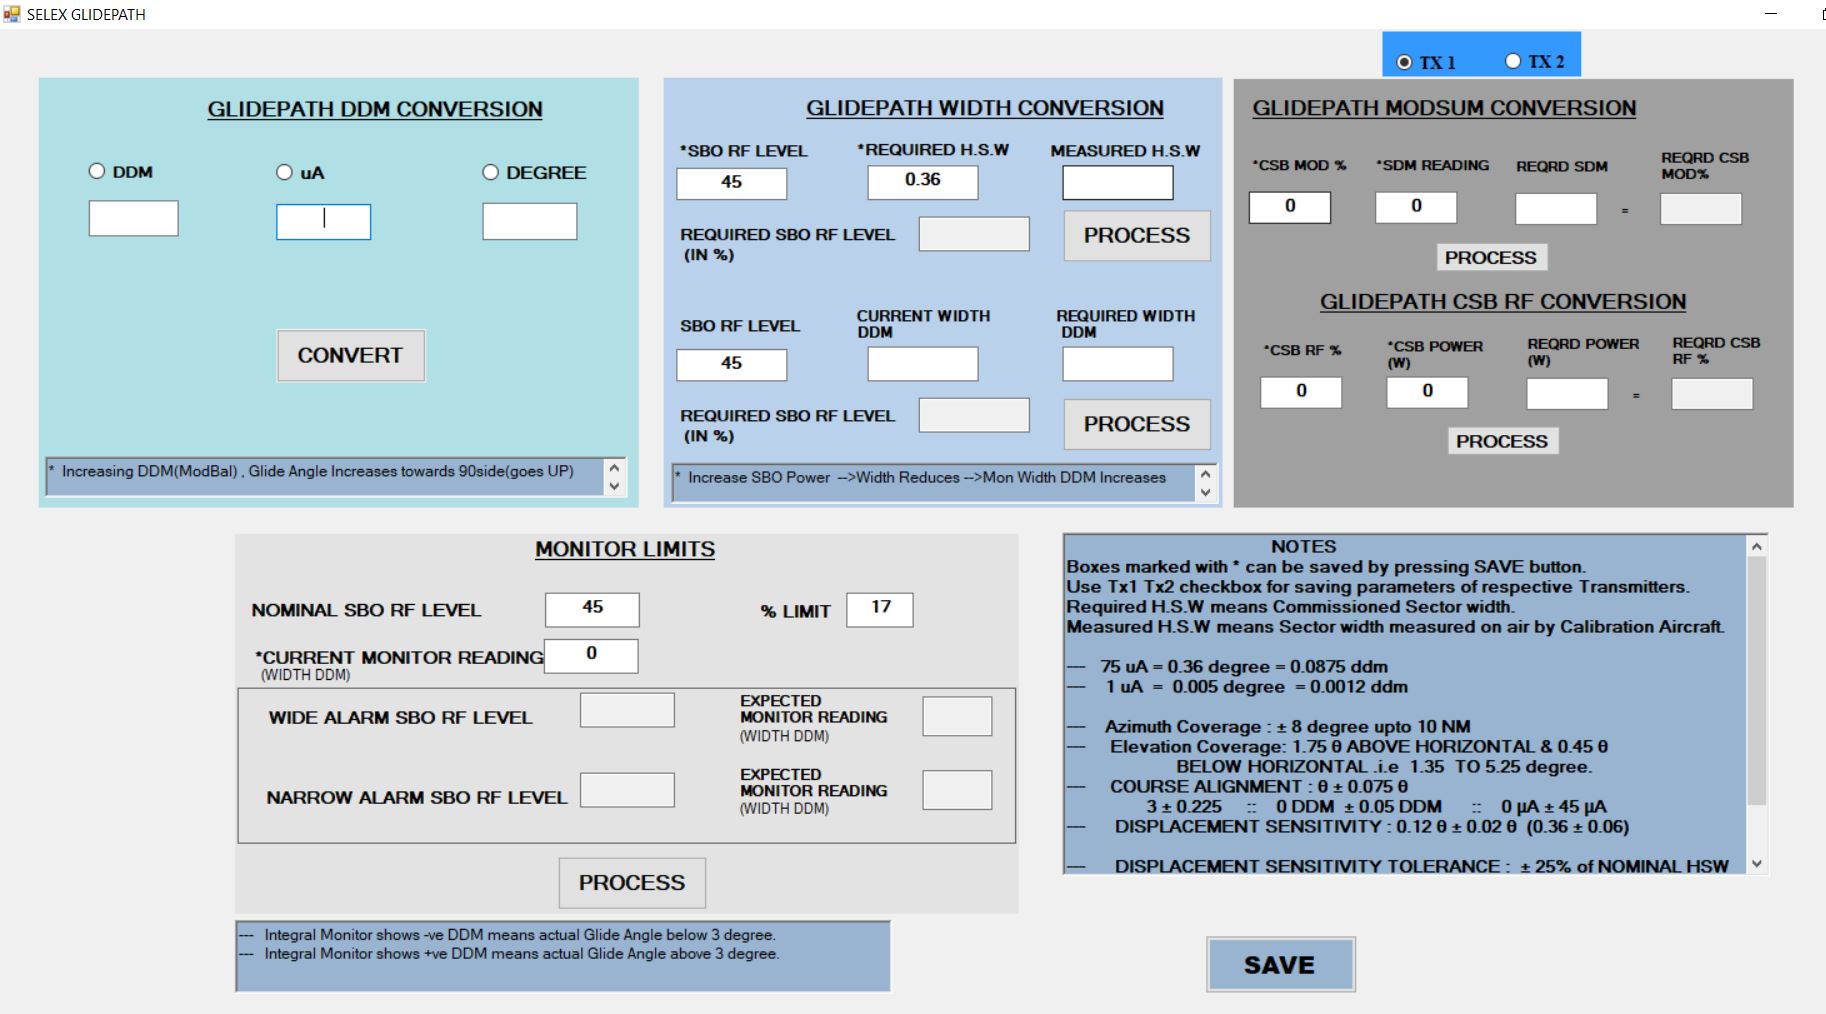 SELEX GLIDEPATH
TX 1 TX 2
GLIDEPATH DDM CONVERSION
DDM uA DEGREE
CONVERT
* Increasing DDM(ModBal) , Glide Angle Increases towards 90side(goes UP)
GLIDEPATH WIDTH CONVERSION
*SBO RF LEVEL *REQUIRED H.S.W MEASURED H.S.W
45 0.36
REQUIRED SBO RF LEVEL
(IN %)
PROCESS
SBO RF LEVEL
CURRENT WIDTH
DDM
REQUIRED WIDTH
DDM
45
REQUIRED SBO RF LEVEL
(IN %)
PROCESS
* Increase SBO Power -->Width Reduces -->Mon Width DDM Increases
GLIDEPATH MODSUM CONVERSION
*CSB MOD % *SDM READING REQRD SDM
REQRD CSB
MOD%
0 0 =
PROCESS
GLIDEPATH CSB RF CONVERSION
*CSB RF %
*CSB POWER
(W)
REQRD POWER
(W)
REQRD CSB
RF %
0 0 =
PROCESS
MONITOR LIMITS
NOMINAL SBO RF LEVEL 45 % LIMIT 17
*CURRENT MONITOR READING 0
(WIDTH DDM)
WIDE ALARM SBO RF LEVEL
EXPECTED
MONITOR READING
(WIDTH DDM)
NARROW ALARM SBO RF LEVEL
EXPECTED
MONITOR READING
(WIDTH DDM)
PROCESS
--- Integral Monitor shows -ve DDM means actual Glide Angle below 3 degree.
--- Integral Monitor shows +ve DDM means actual Glide Angle above 3 degree.
NOTES
Boxes marked with * can be saved by pressing SAVE button.
Use Tx1 Tx2 checkbox for saving parameters of respective Transmitters.
Required H.S.W means Commissioned Sector width.
Measured H.S.W means Sector width measured on air by Calibration Aircraft.
--- 75 uA = 0.36 degree = 0.0875 ddm
--- 1 uA = 0.005 degree = 0.0012 ddm
--- Azimuth Coverage : ± 8 degree upto 10 NM
--- Elevation Coverage: 1.75 θ ABOVE HORIZONTAL & 0.45 θ
BELOW HORIZONTAL .i.e 1.35 TO 5.25 degree.
--- COURSE ALIGNMENT : θ ± 0.075 θ
3 ± 0.225 :: 0 DDM ± 0.05 DDM :: 0 µA ± 45 µA
--- DISPLACEMENT SENSITIVITY : 0.12 θ ± 0.02 θ (0.36 ± 0.06)
--- DISPLACEMENT SENSITIVITY TOLERANCE : ± 25% of NOMINAL HSW
SAVE